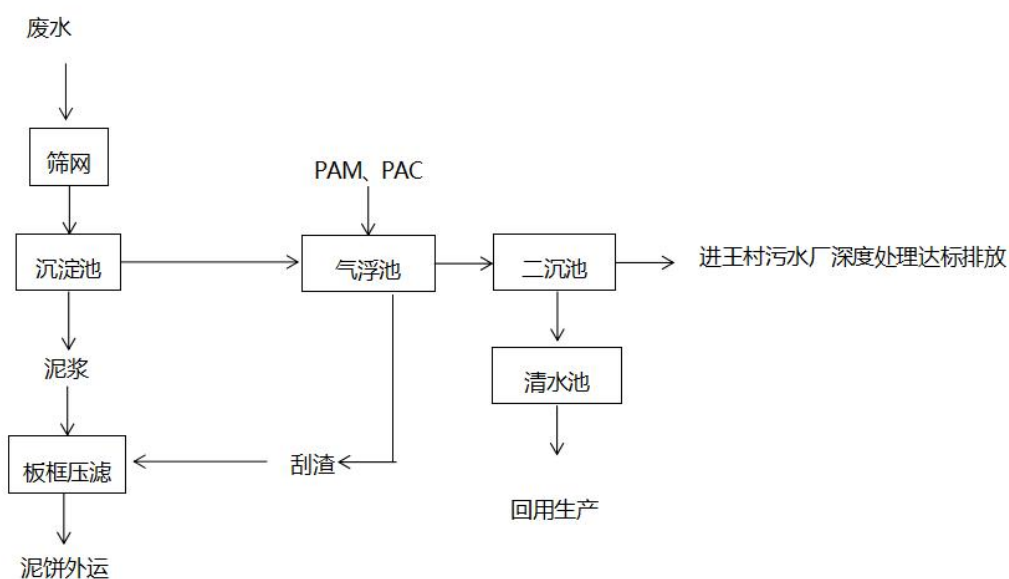 废水
筛网
PAM、PAC
沉淀池
气浮池
二沉池
进王村污水厂深度处理达标排放
泥浆
清水池
板框压滤
刮渣
回用生产
泥饼外运